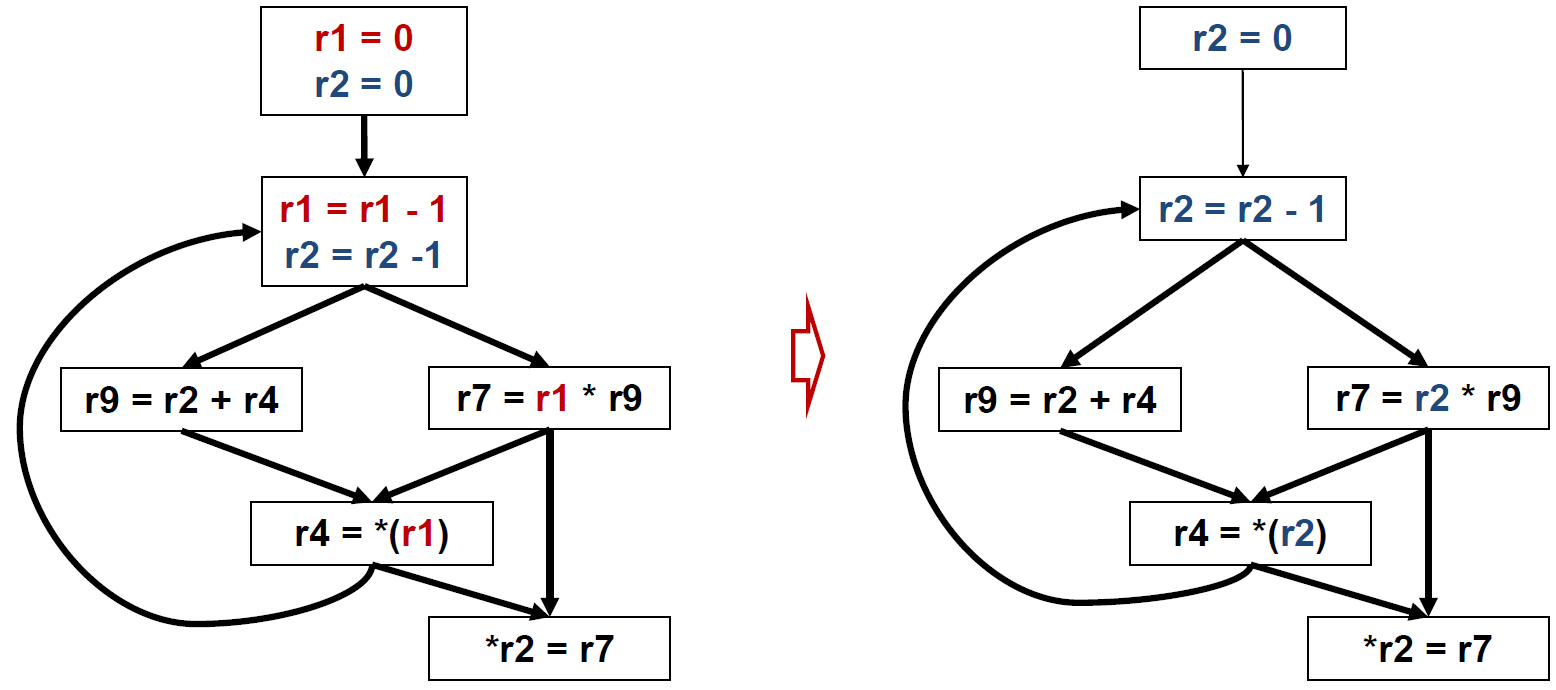 r1 = 0
r2 = 0
r1 = r1 - 1
r2 = r2 -1
r9 = r2 + r4
r7 = r1 * r9
r4 = *(r1)
*r2 = r7
r2 = 0
r2 = r2 - 1
r9 = r2 + r4
r7 = r2 * r9
r4 = *(r2)
*r2 = r7